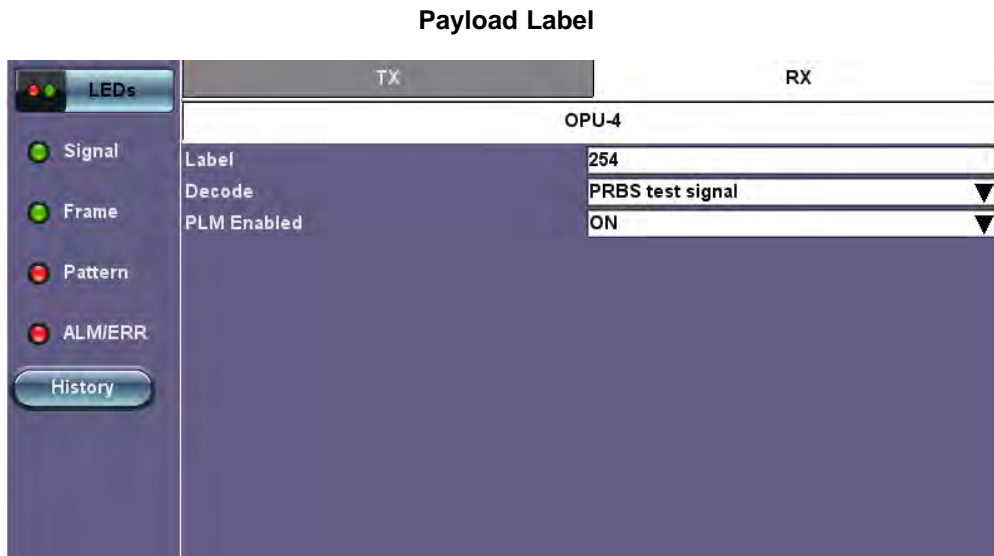 Payload Label
LEDs
TX
RX
OPU-4
Signal
Label
254
Decode
PRBS test signal
Frame
PLM Enabled
ON
Pattern
ALM/ERR
History